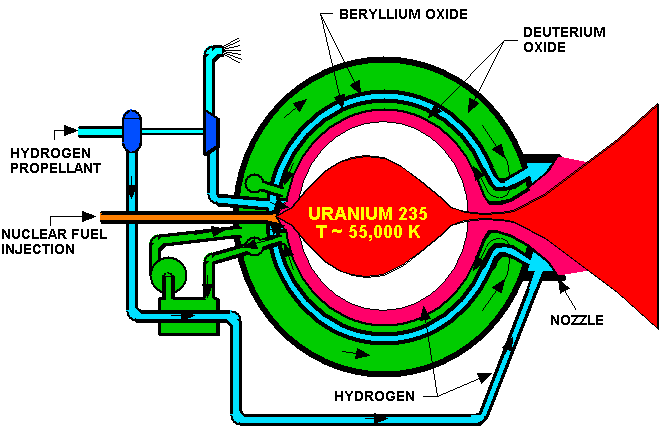 BERYLLIUM OXIDE
DEUTERIUM
OXIDE
HYDROGEN
PROPELLANT
URANIUM 235
T ~ 55,000 K
NUCLEAR FUEL
INJECTION
NOZZLE
HYDROGEN